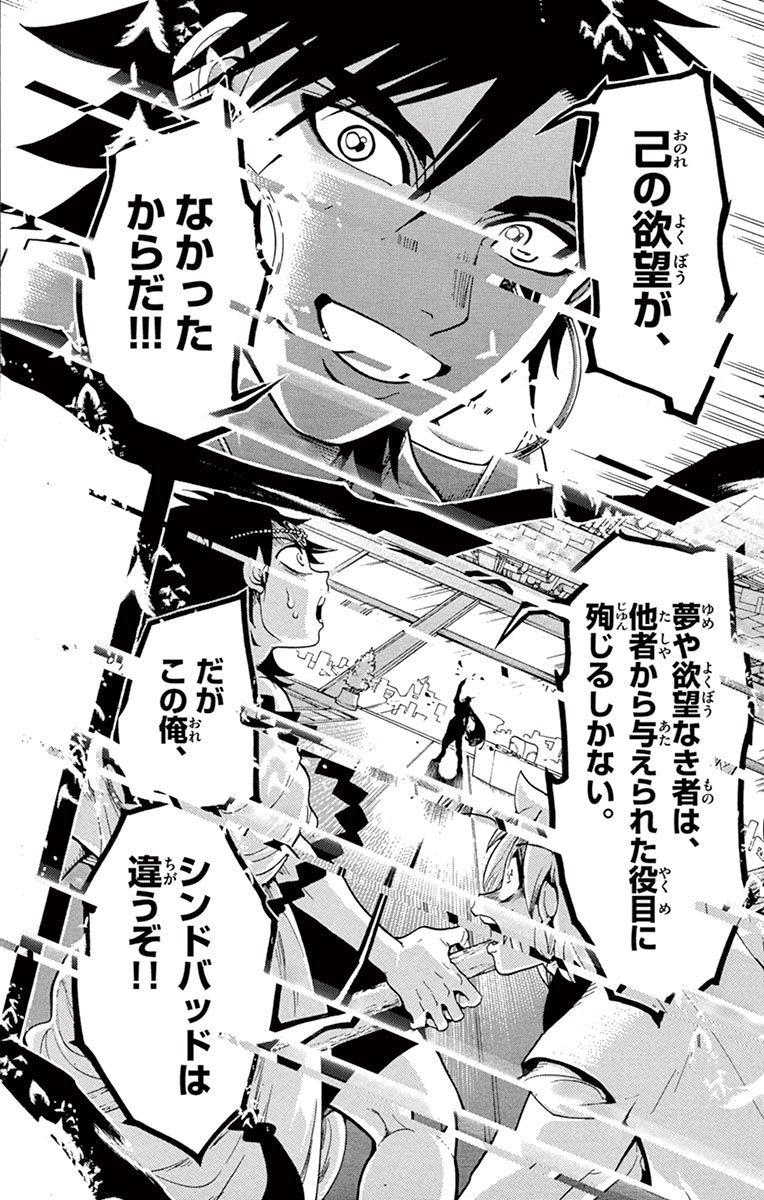 己の欲望が、
なかった
からだ!!!
夢や欲望なき者は、
他者から与えられた役目に
殉じるしかない。
だが
この俺、
シンドバッドは
違うぞ!!